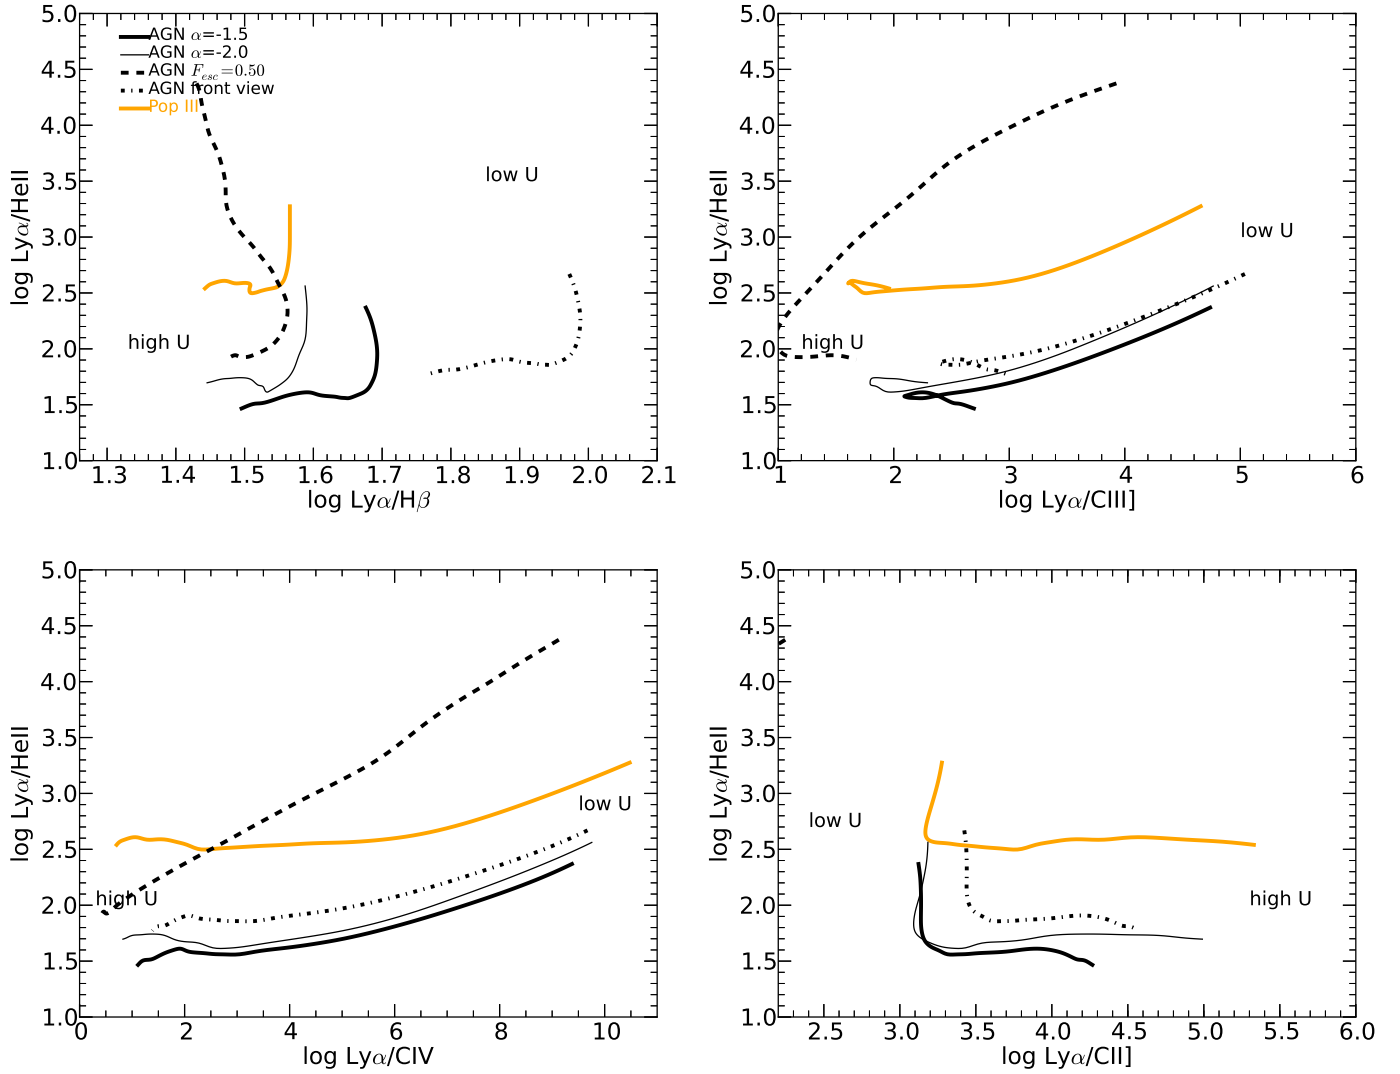 5.0
4.5
4.0
3.5
3.0
2.5
2.0
1.5
1.0
log Lyα/HeII
AGN α=-1.5
AGN α=-2.0
AGN F_esc=0.50
AGN front view
Pop III
low U
high U
1.3 1.4 1.5 1.6 1.7 1.8 1.9 2.0 2.1
log Lyα/Hβ
5.0
4.5
4.0
3.5
3.0
2.5
2.0
1.5
1.0
log Lyα/HeII
low U
high U
1 2 3 4 5 6
log Lyα/CIII]
5.0
4.5
4.0
3.5
3.0
2.5
2.0
1.5
1.0
log Lyα/HeII
low U
high U
0 2 4 6 8 10
log Lyα/CIV
5.0
4.5
4.0
3.5
3.0
2.5
2.0
1.5
1.0
log Lyα/HeII
low U
high U
2.5 3.0 3.5 4.0 4.5 5.0 5.5 6.0
log Lyα/CII]